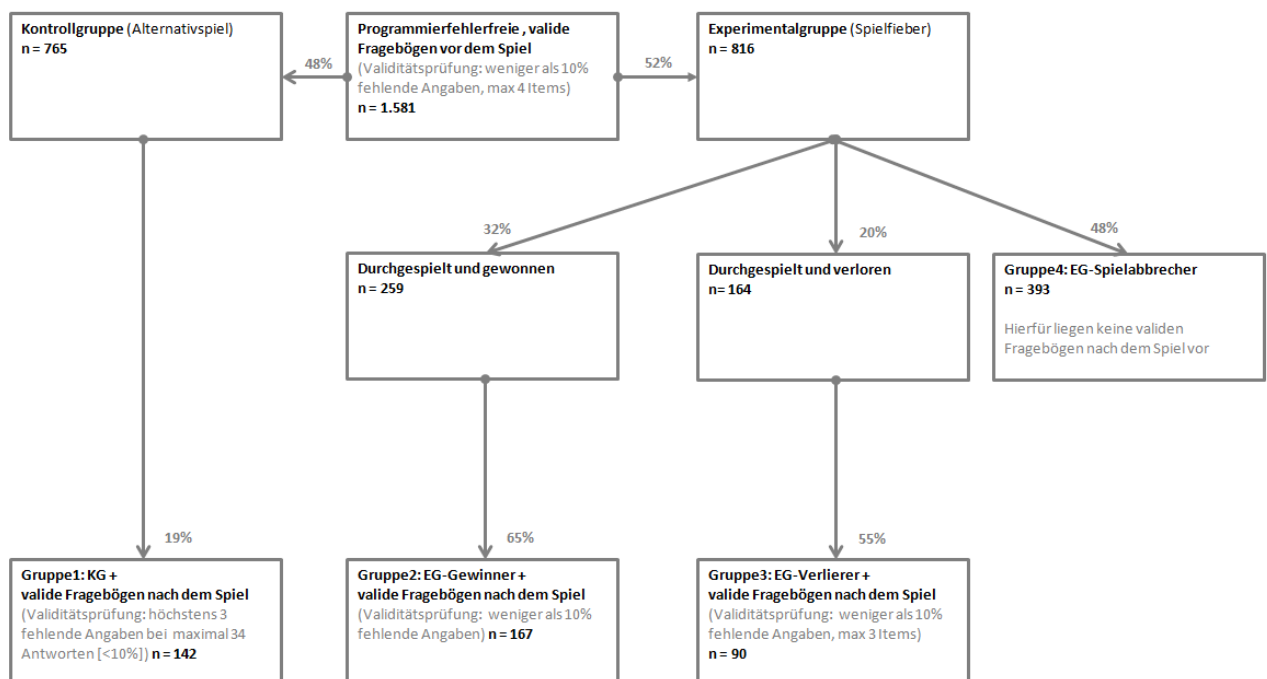 Kontrollgruppe (Alternativspiel)
n = 765
48%
Programmierfehlerfreie , valide
Fragebögen vor dem Spiel
(Validitätsprüfung: weniger als 10%
fehlende Angaben, max 4 Items)
n = 1.581
52%
Experimentalgruppe (Spielfieber)
n = 816
32%
20%
48%
Durchgespielt und gewonnen
n = 259
Durchgespielt und verloren
n= 164
Gruppe4: EG-Spielabbrecher
n = 393
Hierfür liegen keine validen
Fragebögen nach dem Spiel vor
19%
65%
55%
Gruppe1: KG +
valide Fragebögen nach dem Spiel
(Validitätsprüfung: höchstens 3
fehlende Angaben bei maximal 34
Antworten [<10%]) n = 142
Gruppe2: EG-Gewinner +
valide Fragebögen nach dem Spiel
(Validitätsprüfung: weniger als 10%
fehlende Angaben) n = 167
Gruppe3: EG-Verlierer +
valide Fragebögen nach dem Spiel
(Validitätsprüfung: weniger als 10%
fehlende Angaben, max 3 Items)
n = 90